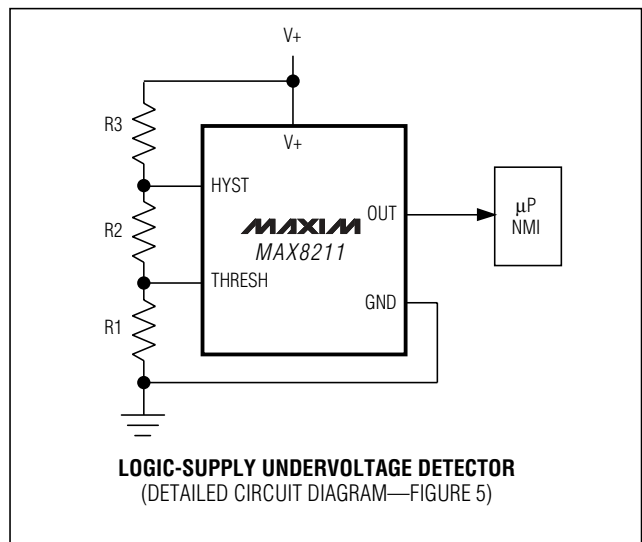 V+
R3
V+
HYST
OUT
µP
NMI
R2
MAXIM
MAX8211
THRESH
GND
R1
LOGIC-SUPPLY UNDERVOLTAGE DETECTOR
(DETAILED CIRCUIT DIAGRAM—FIGURE 5)